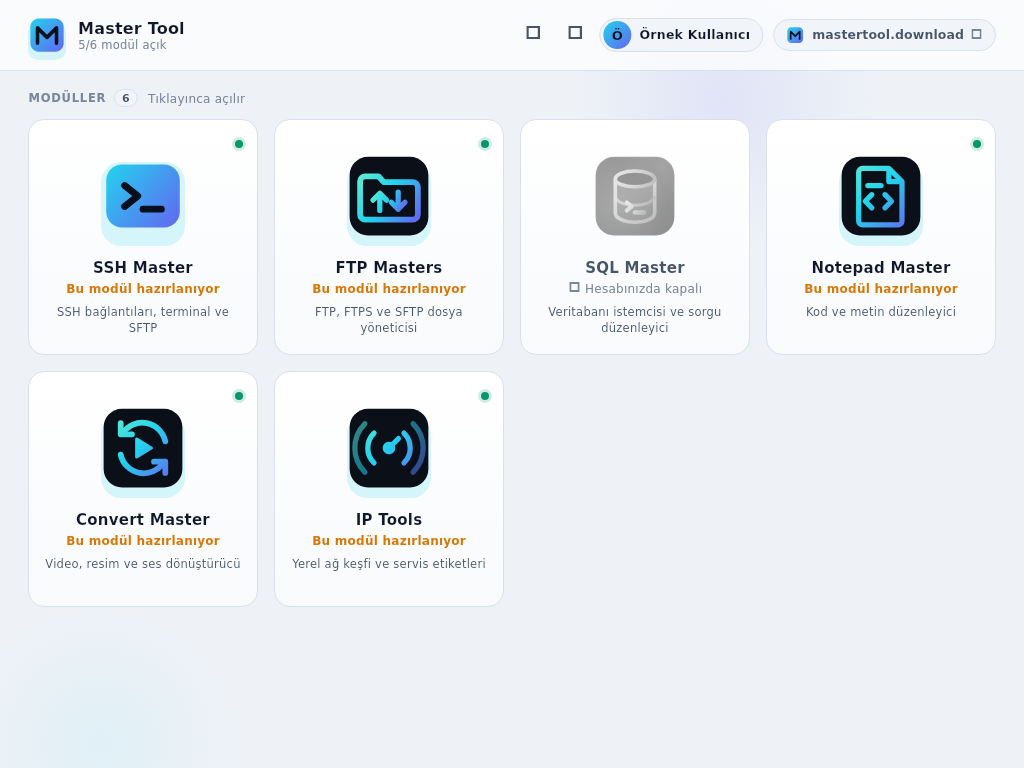 Master Tool
5/6 modül açık
Ö
Örnek Kullanıcı
mastertool.download
MODÜLLER 6 Tıklayınca açılır
SSH Master
Bu modül hazırlanıyor
SSH bağlantıları, terminal ve
SFTP
FTP Masters
Bu modül hazırlanıyor
FTP, FTPS ve SFTP dosya
yöneticisi
SQL Master
Hesabınızda kapalı
Veritabanı istemcisi ve sorgu
düzenleyici
Notepad Master
Bu modül hazırlanıyor
Kod ve metin düzenleyici
Convert Master
Bu modül hazırlanıyor
Video, resim ve ses dönüştürücü
IP Tools
Bu modül hazırlanıyor
Yerel ağ keşfi ve servis etiketleri